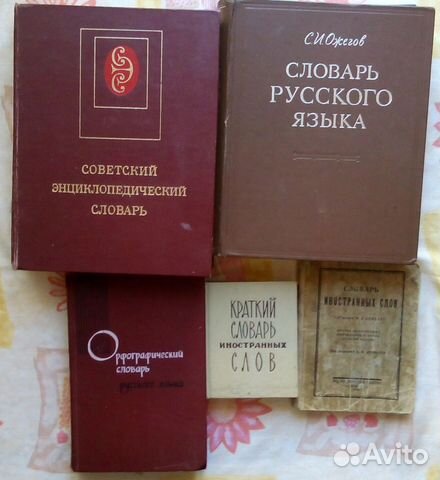 СОВЕТСКИЙ
ЭНЦИКЛОПЕДИЧЕСКИЙ
СЛОВАРЬ
С.И.Ожегов
СЛОВАРЬ
РУССКОГО
ЯЗЫКА
Орфографический
словарь
русского языка
КРАТКИЙ
СЛОВАРЬ
ИНОСТРАННЫХ
СЛОВ
СЛОВАРЬ
ИНОСТРАННЫХ СЛОВ
Avito